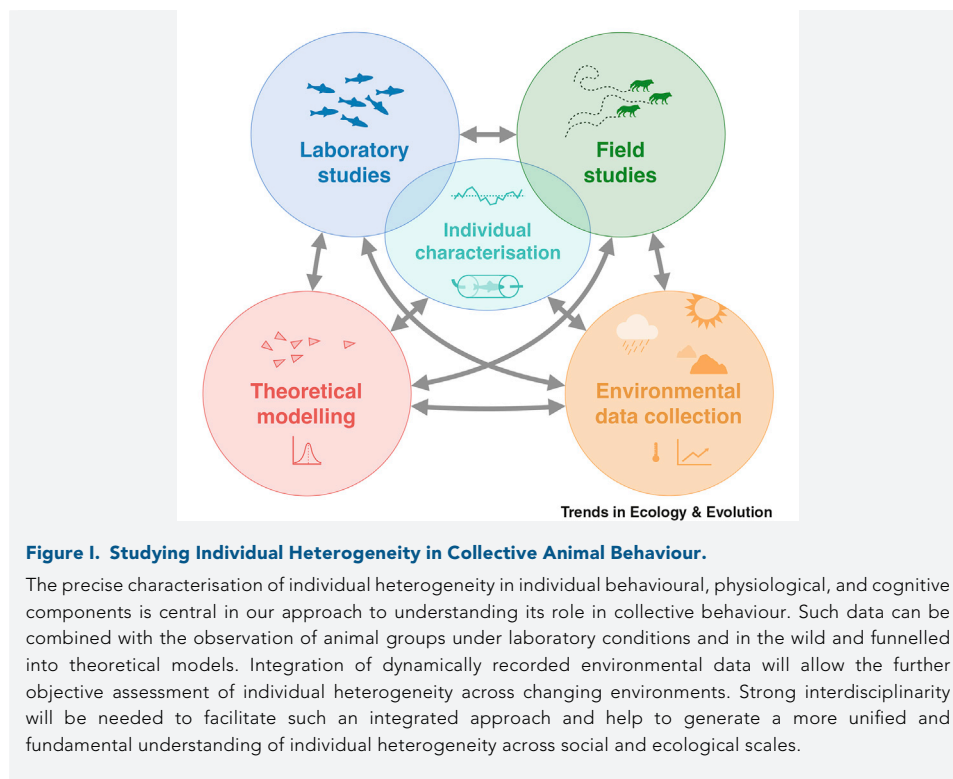 Laboratory
studies
Field
studies
Individual
characterisation
Theoretical
modelling
Environmental
data collection
Trends in Ecology & Evolution
Figure I. Studying Individual Heterogeneity in Collective Animal Behaviour.
The precise characterisation of individual heterogeneity in individual behavioural, physiological, and cognitive
components is central in our approach to understanding its role in collective behaviour. Such data can be
combined with the observation of animal groups under laboratory conditions and in the wild and funnelled
into theoretical models. Integration of dynamically recorded environmental data will allow the further
objective assessment of individual heterogeneity across changing environments. Strong interdisciplinarity
will be needed to facilitate such an integrated approach and help to generate a more unified and
fundamental understanding of individual heterogeneity across social and ecological scales.